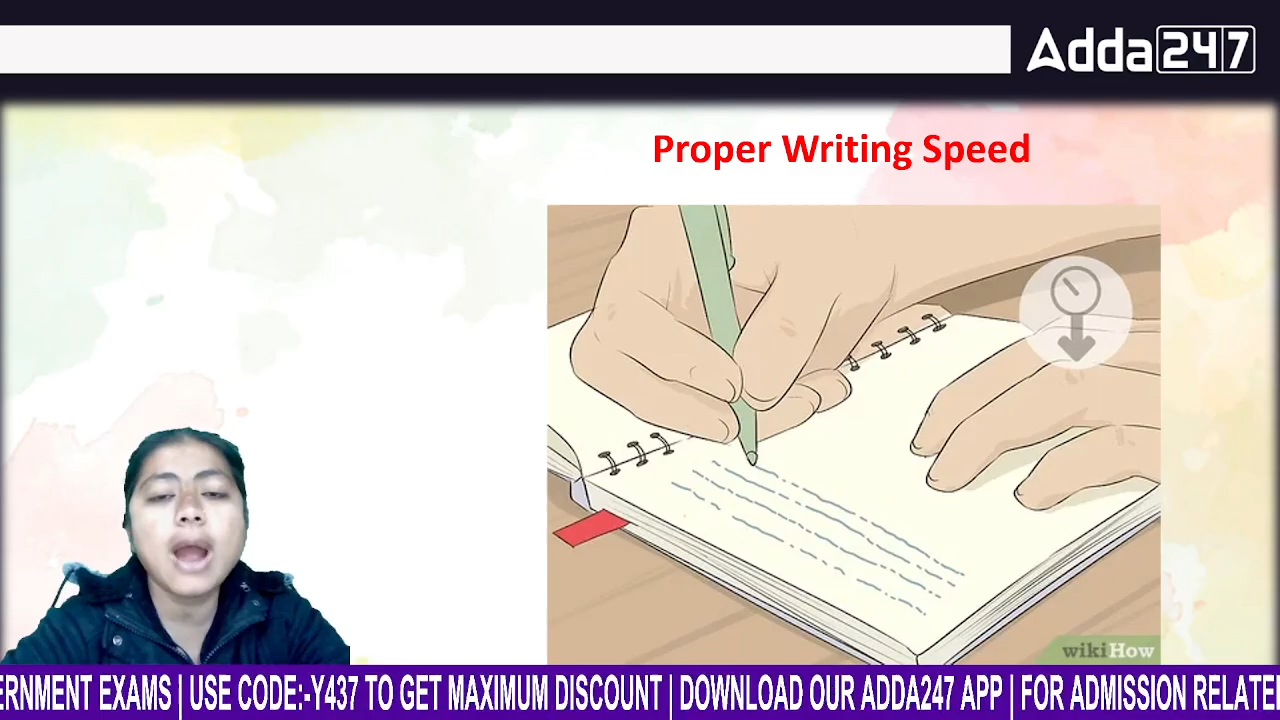 Adda247
Proper Writing Speed
wikiHow
ERNMENT EXAMS | USE CODE:-Y437 TO GET MAXIMUM DISCOUNT | DOWNLOAD OUR ADDA247 APP | FOR ADMISSION RELATE